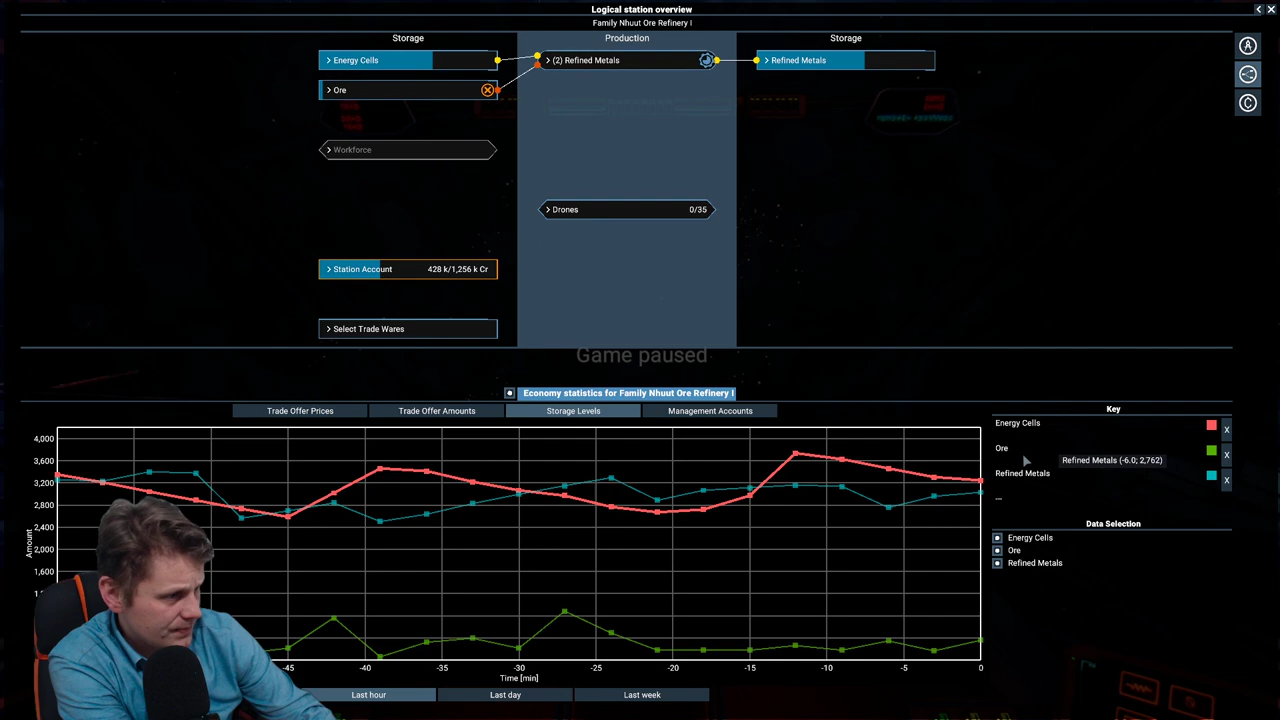 Logical station overview
Family Nhuut Ore Refinery I
Storage
Production
Storage
Energy Cells
(2) Refined Metals
Refined Metals
Ore
Workforce
Drones 0/35
Station Account 428 k/1,256 k Cr
Select Trade Wares
Game paused
Economy statistics for Family Nhuut Ore Refinery I
Trade Offer Prices
Trade Offer Amounts
Storage Levels
Management Accounts
Key
Energy Cells X
Ore X
Refined Metals (-6.0; 2,762)
Refined Metals X
Data Selection
Energy Cells
Ore
Refined Metals
4,000
3,600
3,200
2,800
2,400
2,000
1,600
Amount
-45 -40 -35 -30 -25 -20 -15 -10 -5 0
Time [min]
Last hour
Last day
Last week